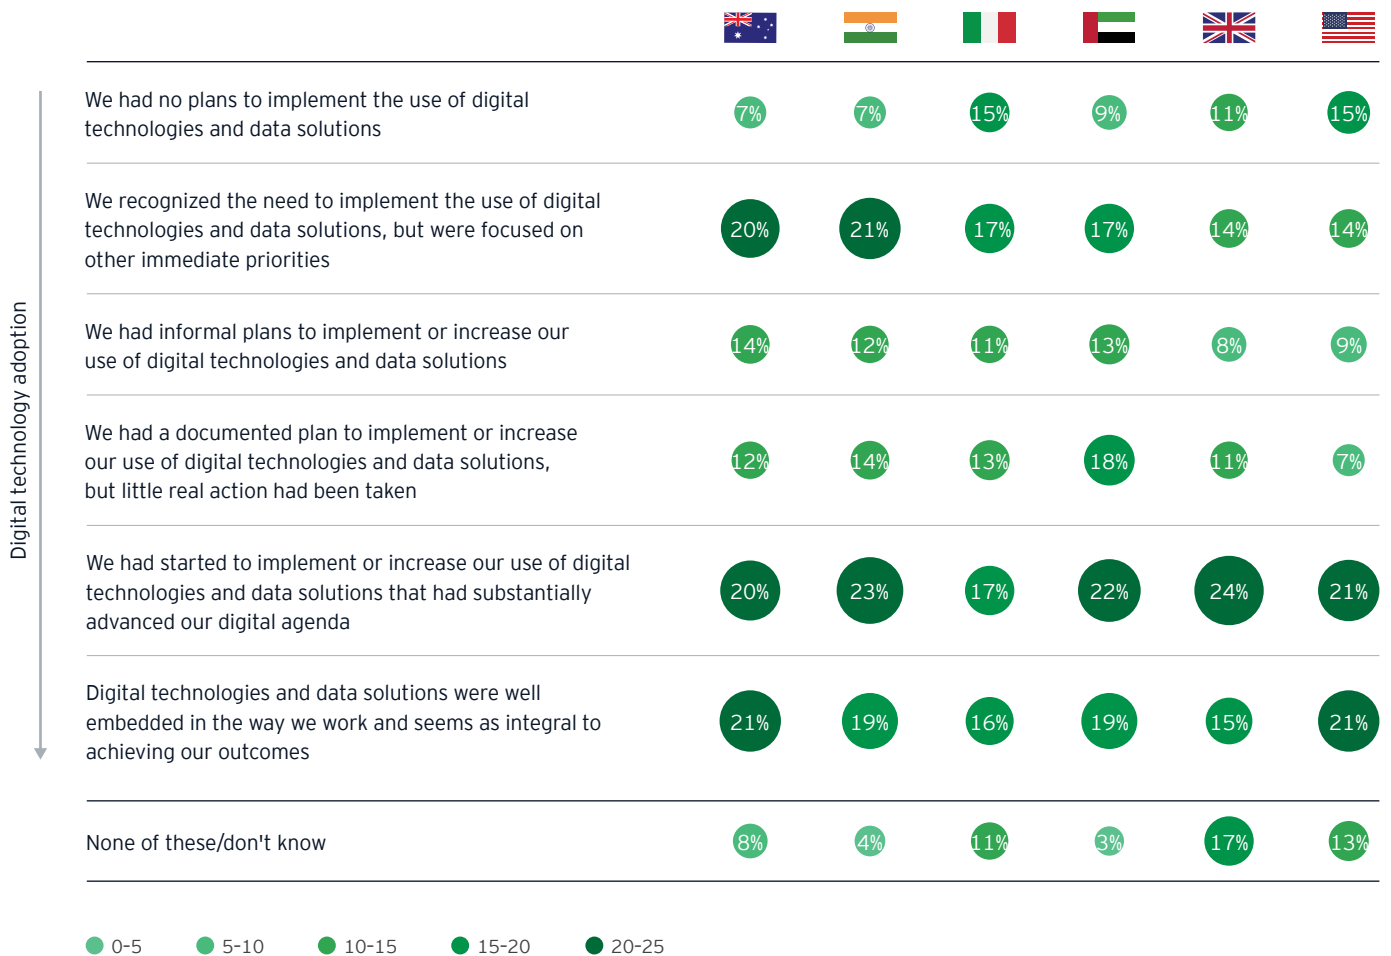 We had no plans to implement the use of digital
technologies and data solutions
7% 7% 15% 9% 11% 15%
We recognized the need to implement the use of digital
technologies and data solutions, but were focused on
other immediate priorities
20% 21% 17% 17% 14% 14%
We had informal plans to implement or increase our
use of digital technologies and data solutions
14% 12% 11% 13% 8% 9%
We had a documented plan to implement or increase
our use of digital technologies and data solutions,
but little real action had been taken
12% 14% 13% 18% 11% 7%
We had started to implement or increase our use of digital
technologies and data solutions that had substantially
advanced our digital agenda
20% 23% 17% 22% 24% 21%
Digital technologies and data solutions were well
embedded in the way we work and seems as integral to
achieving our outcomes
21% 19% 16% 19% 15% 21%
None of these/don't know
8% 4% 11% 3% 17% 13%
Digital technology adoption
0-5 5-10 10-15 15-20 20-25